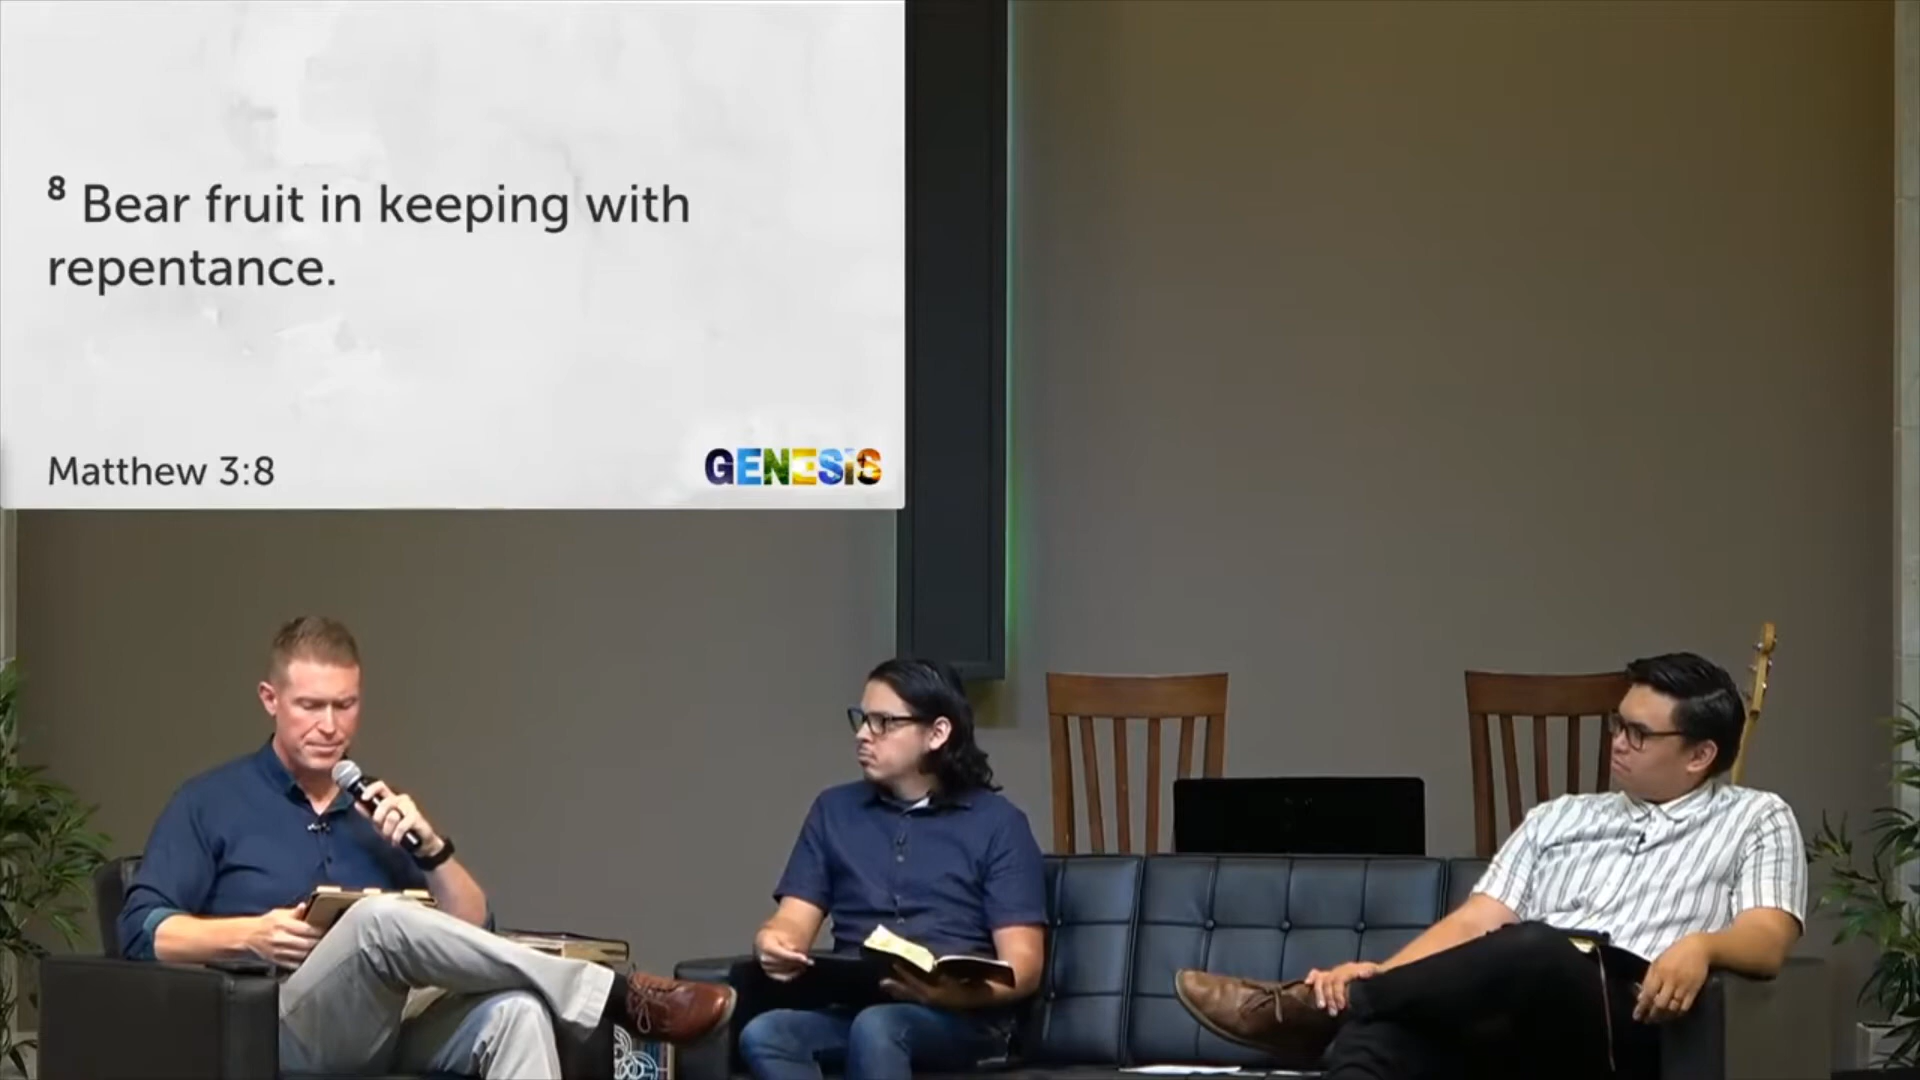 ⁸ Bear fruit in keeping with
repentance.
Matthew 3:8
GENESIS